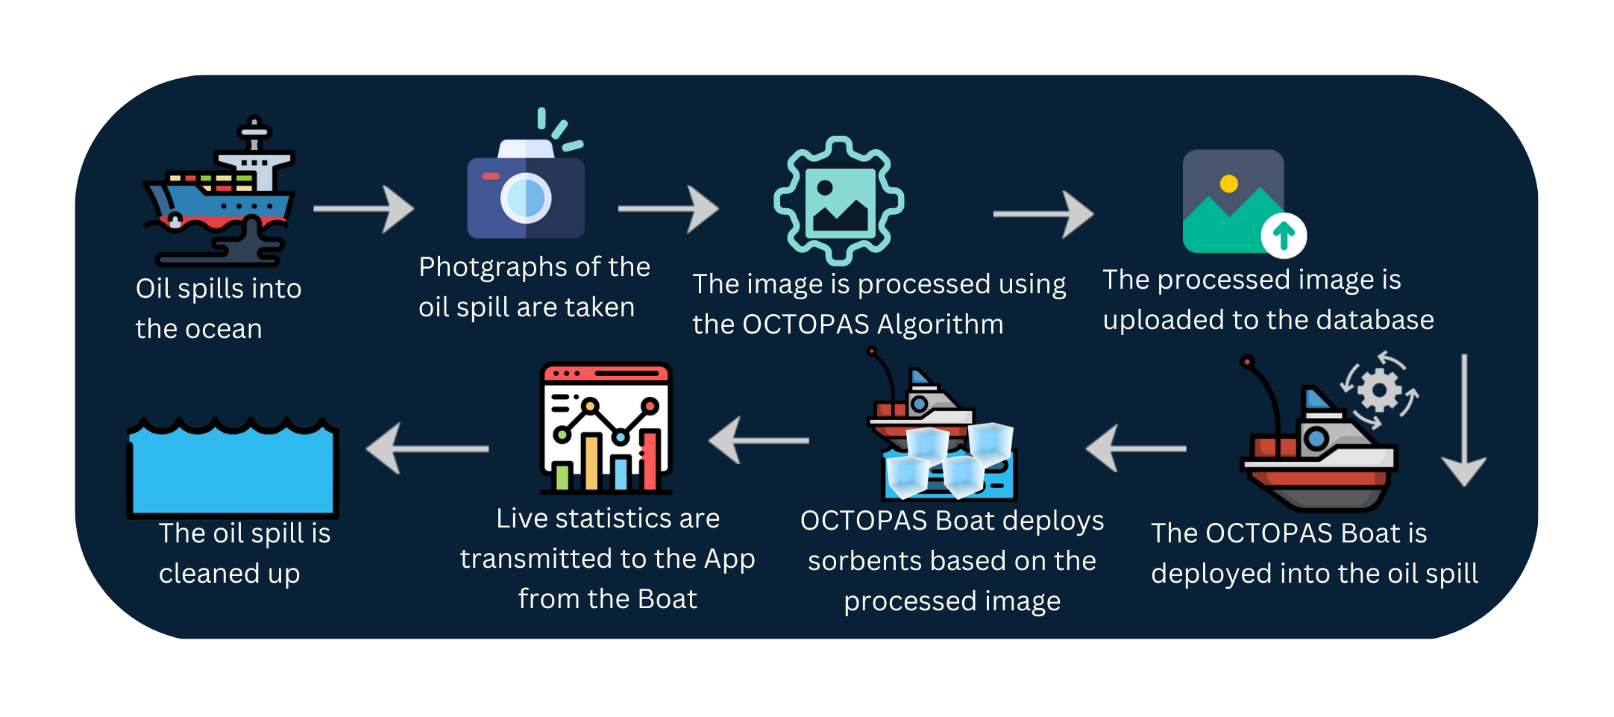 Oil spills into
the ocean
Photgraphs of the
oil spill are taken
The image is processed using
the OCTOPAS Algorithm
The processed image is
uploaded to the database
The OCTOPAS Boat is
deployed into the oil spill
OCTOPAS Boat deploys
sorbents based on the
processed image
Live statistics are
transmitted to the App
from the Boat
The oil spill is
cleaned up